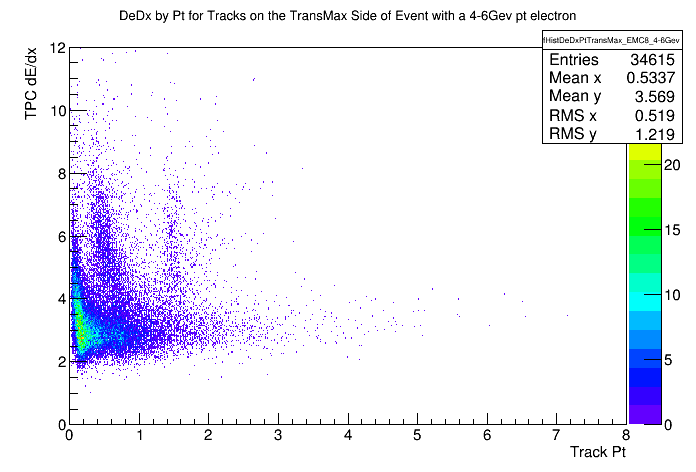 DeDx by Pt for Tracks on the TransMax Side of Event with a 4-6Gev pt electron
fHistDeDxPtTransMax_EMC8_4-6Gev
Entries 34615
Mean x 0.5337
Mean y 3.569
RMS x 0.519
RMS y 1.219
TPC dE/dx
12
10
8
6
4
2
0
0 1 2 3 4 5 6 7 8
Track Pt
20
15
10
5
0